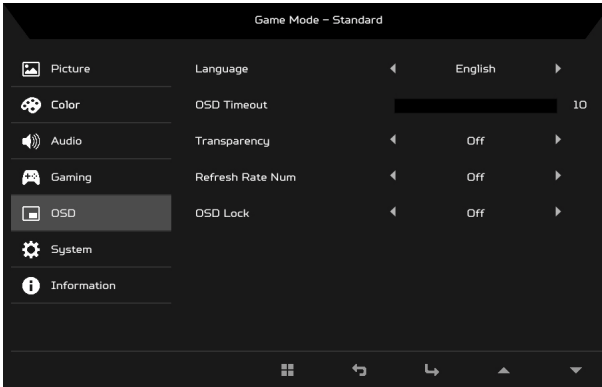 Game Mode – Standard
Picture
Color
Audio
Gaming
OSD
System
Information
Language English
OSD Timeout 10
Transparency Off
Refresh Rate Num Off
OSD Lock Off